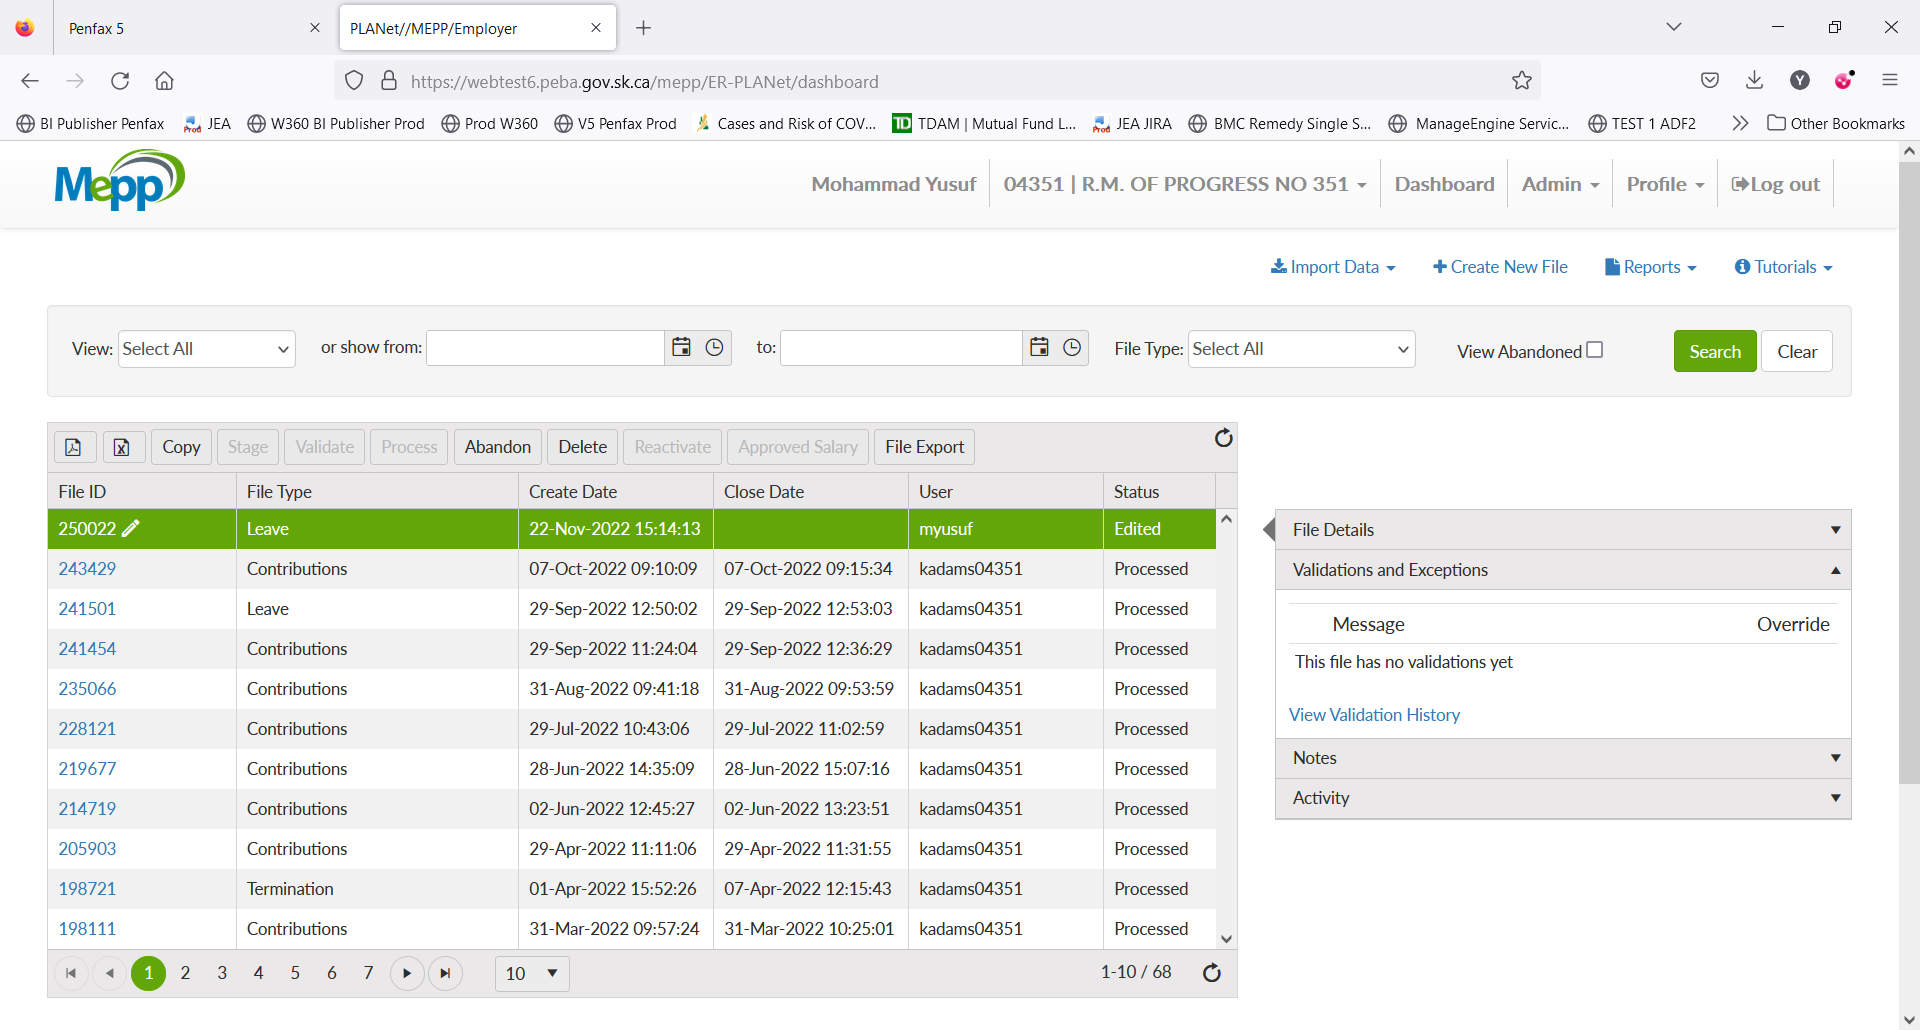 Penfax 5
PLANet//MEPP/Employer
https://webtest6.peba.gov.sk.ca/mepp/ER-PLANet/dashboard
Y
BI Publisher Penfax
JEA
W360 BI Publisher Prod
Prod W360
V5 Penfax Prod
Cases and Risk of COV...
TD TDAM | Mutual Fund L...
JEA JIRA
BMC Remedy Single S...
ManageEngine Servic...
TEST 1 ADF2
Other Bookmarks
Mepp
Mohammad Yusuf
04351 | R.M. OF PROGRESS NO 351
Dashboard
Admin
Profile
Log out
Import Data
Create New File
Reports
Tutorials
View: Select All
or show from:
to:
File Type: Select All
View Abandoned
Search
Clear
Copy
Stage
Validate
Process
Abandon
Delete
Reactivate
Approved Salary
File Export
File ID File Type Create Date Close Date User Status
250022 Leave 22-Nov-2022 15:14:13 myusuf Edited
243429 Contributions 07-Oct-2022 09:10:09 07-Oct-2022 09:15:34 kadams04351 Processed
241501 Leave 29-Sep-2022 12:50:02 29-Sep-2022 12:53:03 kadams04351 Processed
241454 Contributions 29-Sep-2022 11:24:04 29-Sep-2022 12:36:29 kadams04351 Processed
235066 Contributions 31-Aug-2022 09:41:18 31-Aug-2022 09:53:59 kadams04351 Processed
228121 Contributions 29-Jul-2022 10:43:06 29-Jul-2022 11:02:59 kadams04351 Processed
219677 Contributions 28-Jun-2022 14:35:09 28-Jun-2022 15:07:16 kadams04351 Processed
214719 Contributions 02-Jun-2022 12:45:27 02-Jun-2022 13:23:51 kadams04351 Processed
205903 Contributions 29-Apr-2022 11:11:06 29-Apr-2022 11:31:55 kadams04351 Processed
198721 Termination 01-Apr-2022 15:52:26 07-Apr-2022 12:15:43 kadams04351 Processed
198111 Contributions 31-Mar-2022 09:57:24 31-Mar-2022 10:25:01 kadams04351 Processed
1 2 3 4 5 6 7
10
1-10 / 68
File Details
Validations and Exceptions
Message Override
This file has no validations yet
View Validation History
Notes
Activity